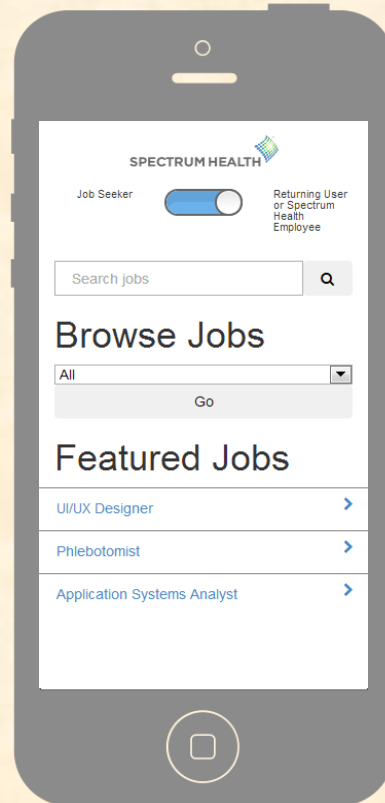 SPECTRUM HEALTH
Job Seeker
Returning User
or Spectrum
Health
Employee
Search jobs
Browse Jobs
All
Go
Featured Jobs
UI/UX Designer
Phlebotomist
Application Systems Analyst